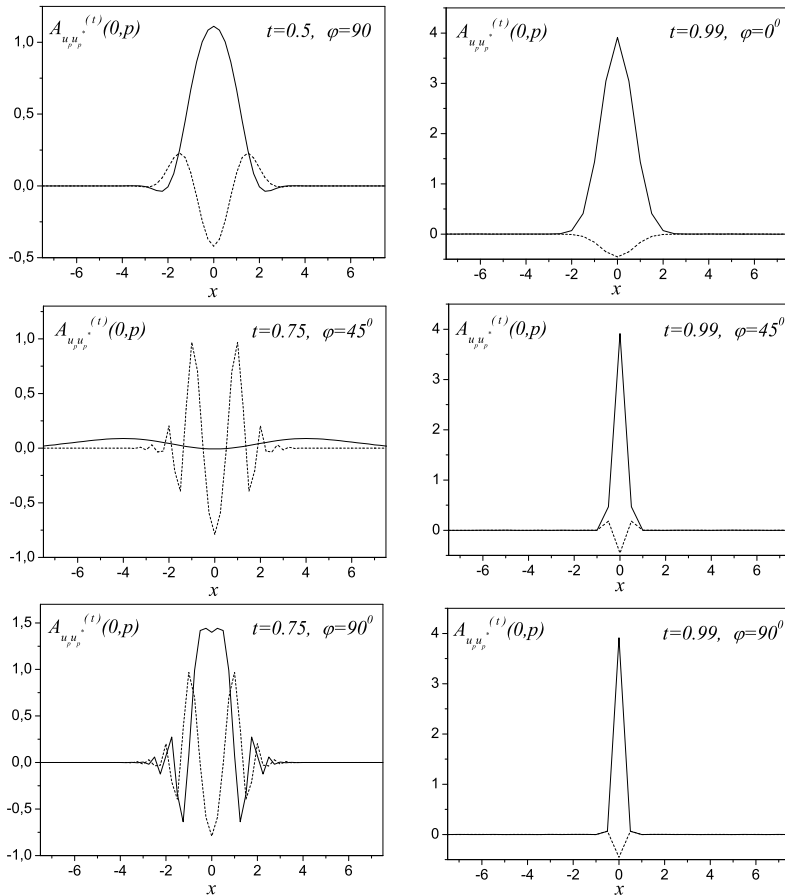 A_{u_p u_p^*}^{(t)}(0,p) t=0.5, φ=90
1,0
0,5
0,0
-0,5
-6 -4 -2 0 2 4 6
x
A_{u_p u_p^*}^{(t)}(0,p) t=0.99, φ=0^0
4
3
2
1
0
-6 -4 -2 0 2 4 6
x
A_{u_p u_p^*}^{(t)}(0,p) t=0.75, φ=45^0
1,0
0,5
0,0
-0,5
-1,0
-6 -4 -2 0 2 4 6
x
A_{u_p u_p^*}^{(t)}(0,p) t=0.99, φ=45^0
4
3
2
1
0
-6 -4 -2 0 2 4 6
x
A_{u_p u_p^*}^{(t)}(0,p) t=0.75, φ=90^0
1,5
1,0
0,5
0,0
-0,5
-1,0
-6 -4 -2 0 2 4 6
x
A_{u_p u_p^*}^{(t)}(0,p) t=0.99, φ=90^0
4
3
2
1
0
-6 -4 -2 0 2 4 6
x